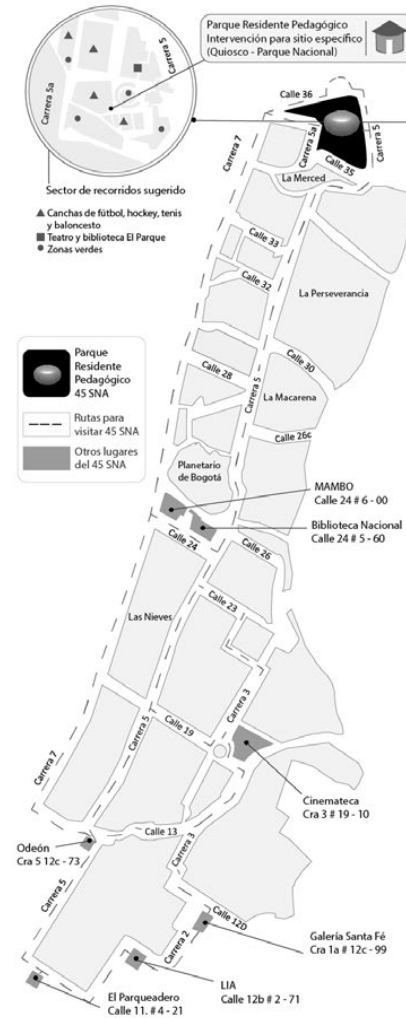 Parque Residente Pedagógico
Intervención para sitio específico
(Quiosco - Parque Nacional)
Carrera 5
Carrera 5a
Sector de recorridos sugerido
Canchas de fútbol, hockey, tenis
y baloncesto
Teatro y biblioteca El Parque
Zonas verdes
Calle 36
Carrera 7
Carrera 5a
Carrera 5
Calle 35
La Merced
Calle 33
Calle 32
La Perseverancia
Calle 30
Calle 28
Carrera 5
La Macarena
Calle 26c
Parque
Residente
Pedagógico
45 SNA
Rutas para
visitar 45 SNA
Otros lugares
del 45 SNA
Planetario
de Bogotá
MAMBO
Calle 24 # 6 - 00
Biblioteca Nacional
Calle 24 # 5 - 60
Calle 24
Calle 26
Calle 23
Las Nieves
Carrera 3
Carrera 5
Calle 19
Carrera 7
Cinemateca
Cra 3 # 19 - 10
Calle 13
Odeón
Cra 5 12c - 73
Carrera 3
Carrera 5
Calle 12D
Carrera 2
Galería Santa Fé
Cra 1a # 12c - 99
LIA
Calle 12b # 2 - 71
El Parqueadero
Calle 11. # 4 - 21